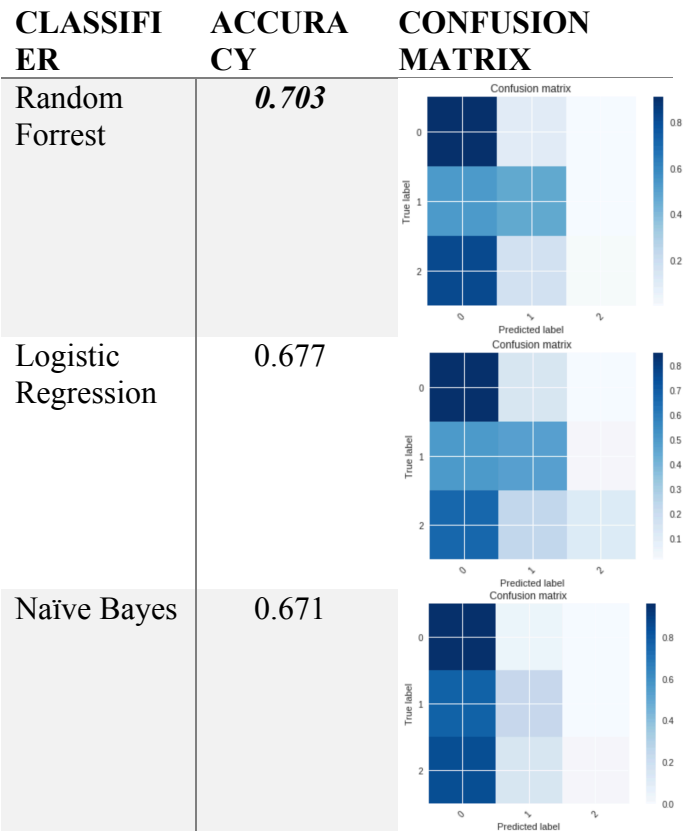 CLASSIFI ACCURA CONFUSION
ER CY MATRIX
Random 0.703
Forrest
Confusion matrix
True label
0
1
2
0 1 2
Predicted label
0.8
0.6
0.4
0.2
Logistic 0.677
Regression
Confusion matrix
True label
0
1
2
0 1 2
Predicted label
0.8
0.7
0.6
0.5
0.4
0.3
0.2
0.1
Naïve Bayes 0.671
Confusion matrix
True label
0
1
2
0 1 2
Predicted label
0.8
0.6
0.4
0.2
0.0